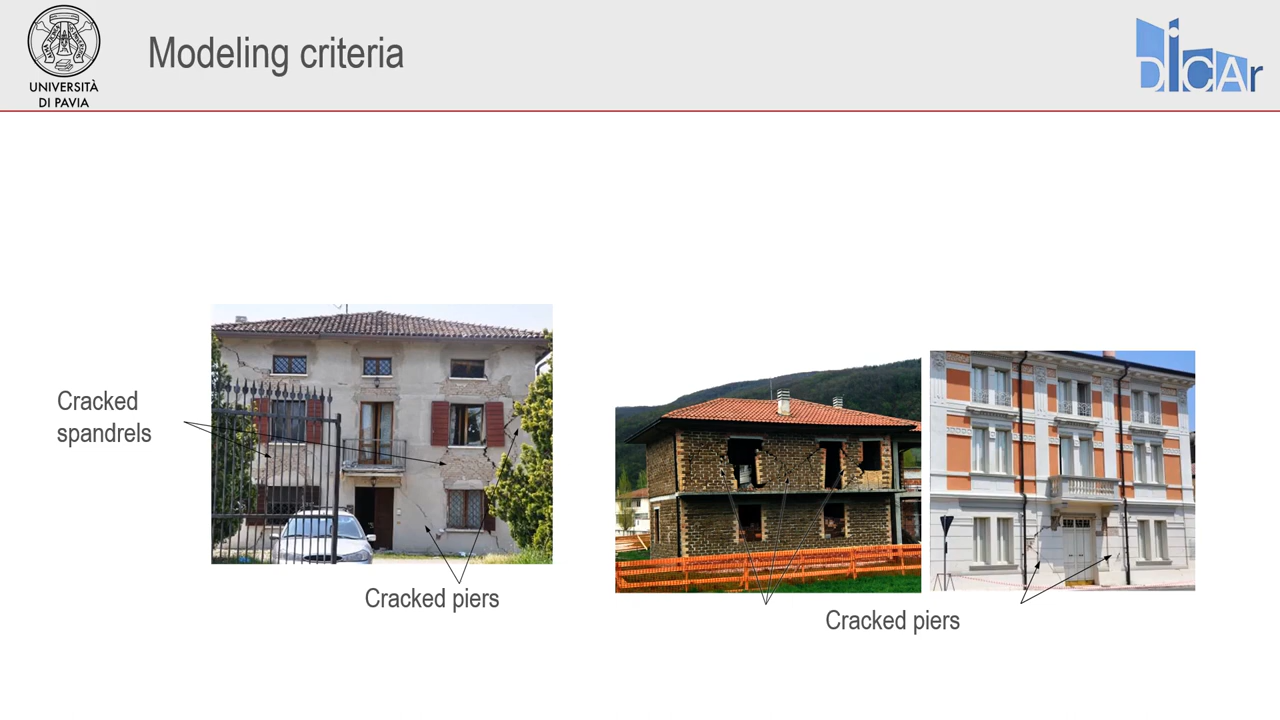 UNIVERSITÀ
DI PAVIA
Modeling criteria
DICAr
Cracked
spandrels
Cracked piers
Cracked piers